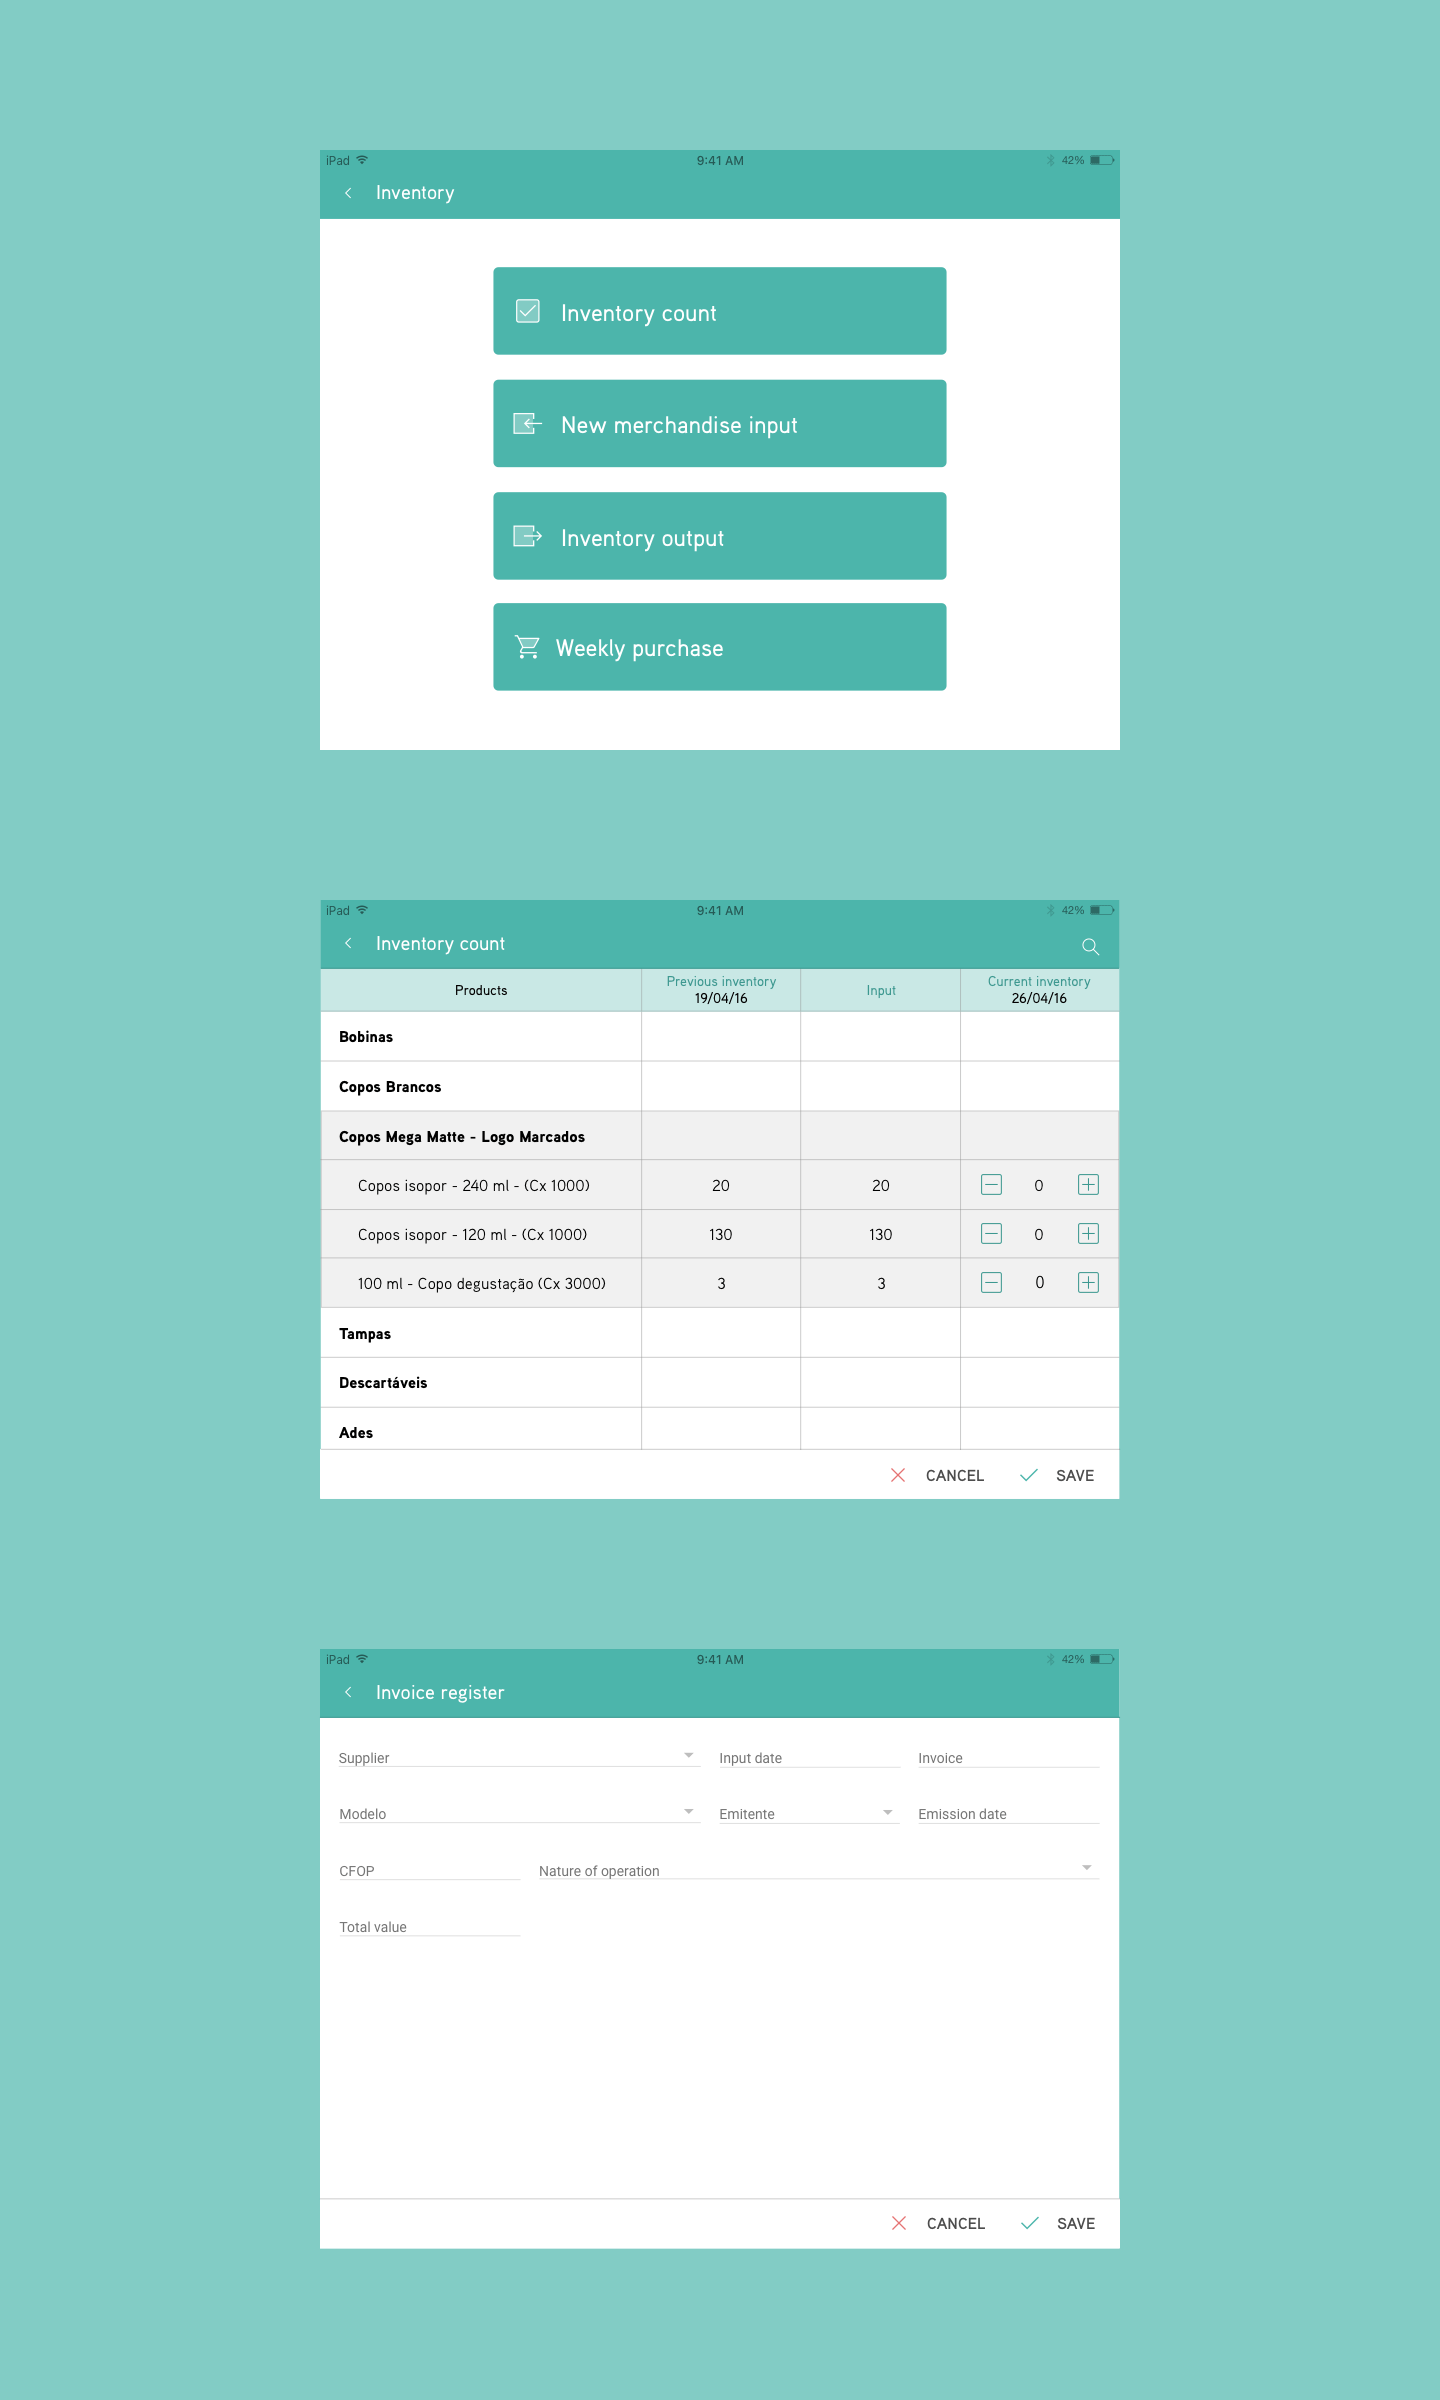 iPad 9:41 AM 42%
Inventory
Inventory count
New merchandise input
Inventory output
Weekly purchase
iPad 9:41 AM 42%
Inventory count
Products Previous inventory 19/04/16 Input Current inventory 26/04/16
Bobinas
Copos Brancos
Copos Mega Matte - Logo Marcados
Copos isopor - 240 ml - (Cx 1000) 20 20 0
Copos isopor - 120 ml - (Cx 1000) 130 130 0
100 ml - Copo degustação (Cx 3000) 3 3 0
Tampas
Descartáveis
Ades
CANCEL SAVE
iPad 9:41 AM 42%
Invoice register
Supplier Input date Invoice
Modelo Emitente Emission date
CFOP Nature of operation
Total value
CANCEL SAVE